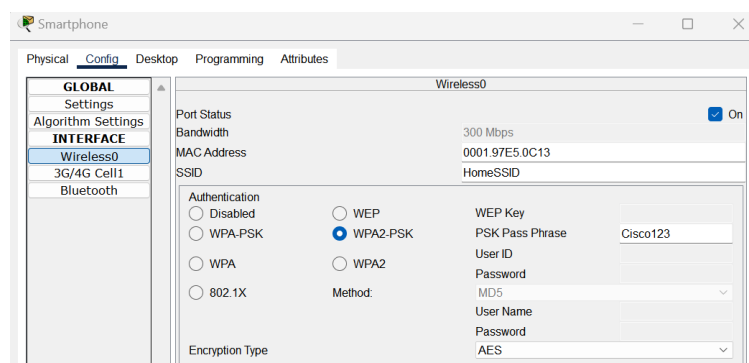 Smartphone
Physical Config Desktop Programming Attributes
GLOBAL
Settings
Algorithm Settings
INTERFACE
Wireless0
3G/4G Cell1
Bluetooth
Wireless0
Port Status On
Bandwidth 300 Mbps
MAC Address 0001.97E5.0C13
SSID HomeSSID
Authentication
Disabled WEP WEP Key
WPA-PSK WPA2-PSK PSK Pass Phrase Cisco123
User ID
WPA WPA2
Password
802.1X Method: MD5
User Name
Password
Encryption Type AES